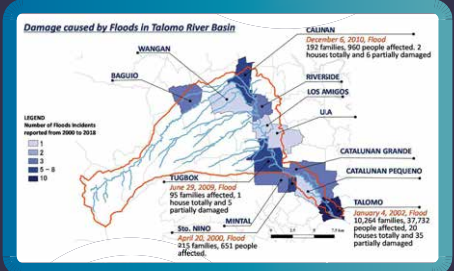 Damage caused by Floods in Talomo River Basin
CALINAN
December 6, 2010, Flood
192 families, 960 people affected. 2
houses totally and 6 partially damaged
WANGAN
BAGUIO
RIVERSIDE
LOS AMIGOS
U.A
LEGEND
Number of Floods Incidents
reported from 2000 to 2018
1
2
3
5 - 8
10
CATALUNAN GRANDE
CATALUNAN PEQUENO
TUGBOK
June 29, 2009, Flood
95 families affected, 1
house totally and 5
partially damaged
MINTAL
Sto. NINO
April 20, 2000, Flood
215 families, 651 people
affected.
TALOMO
January 4, 2002, Flood
10,264 families, 37,732
people affected, 20
houses totally and 35
partially damaged